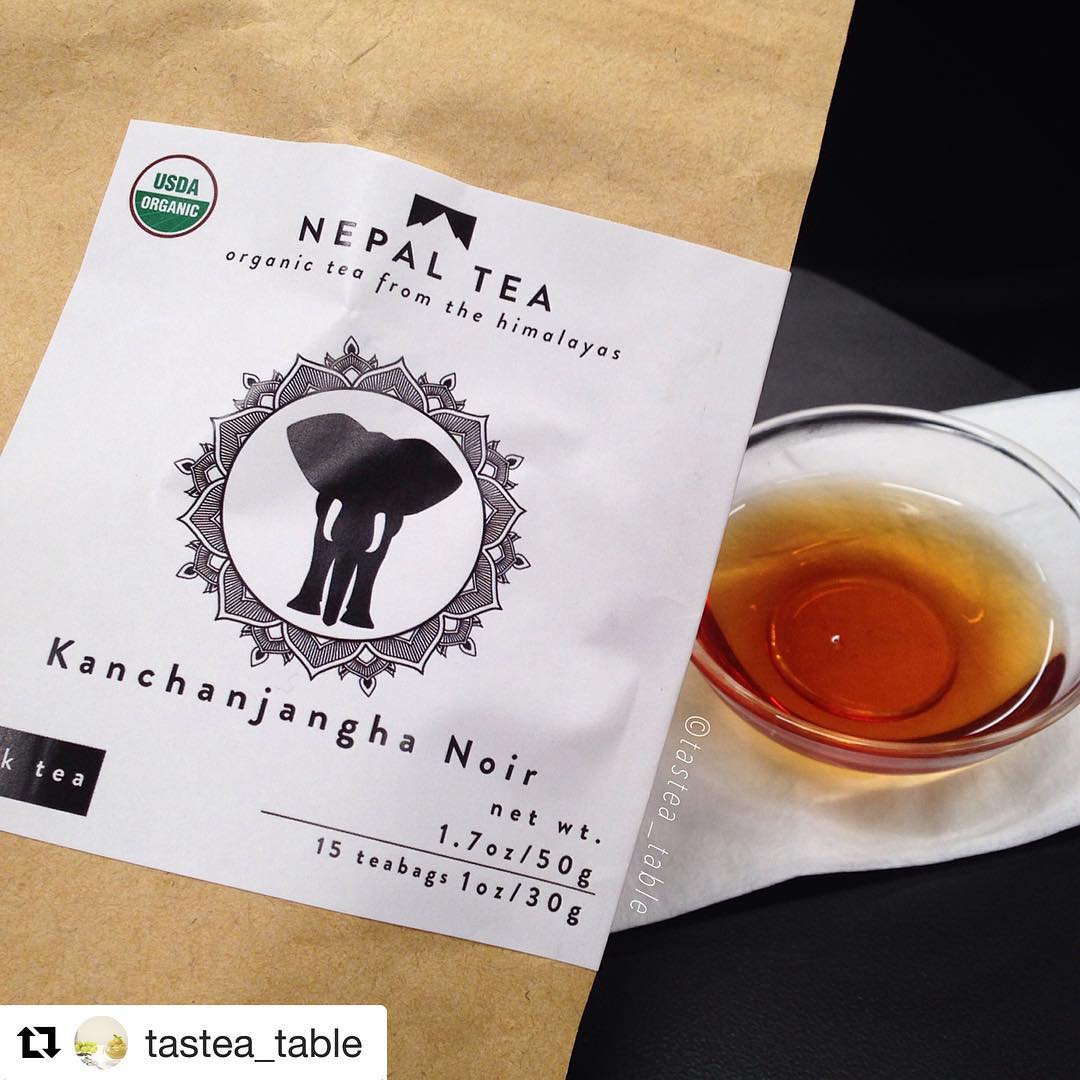 USDA
ORGANIC
NEPAL TEA
organic tea from the himalayas
Kanchanjangha Noir
k tea
net wt.
1.7oz/50g
15 teabags 1oz/30g
©tastea_table
tastea_table